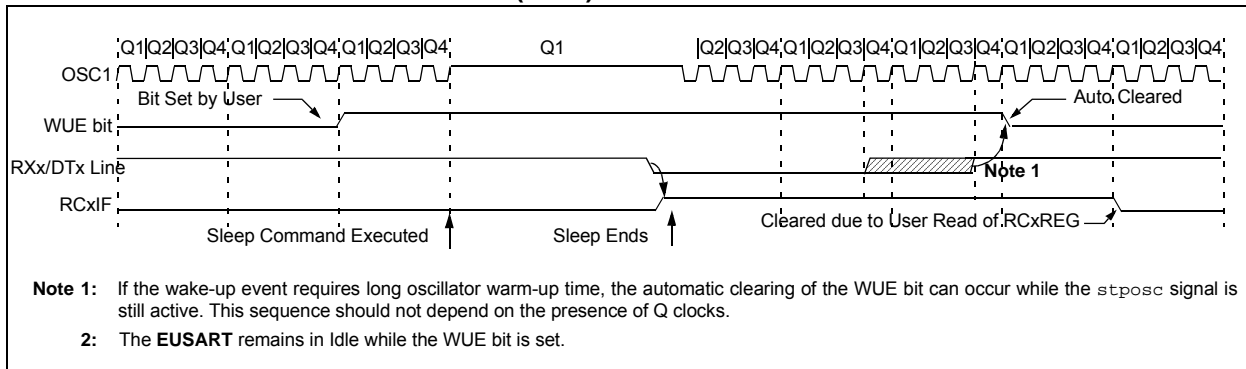 Q1 Q2 Q3 Q4 Q1 Q2 Q3 Q4 Q1 Q2 Q3 Q4 Q1 Q2 Q3 Q4 Q1 Q2 Q3 Q4 Q1 Q2 Q3 Q4 Q1 Q2 Q3 Q4 Q1 Q2 Q3 Q4
OSC1
Bit Set by User
Auto Cleared
WUE bit
RXx/DTx Line
Note 1
RCxIF
Cleared due to User Read of RCxREG
Sleep Command Executed
Sleep Ends
Note 1: If the wake-up event requires long oscillator warm-up time, the automatic clearing of the WUE bit can occur while the stposc signal is
still active. This sequence should not depend on the presence of Q clocks.
2: The EUSART remains in Idle while the WUE bit is set.